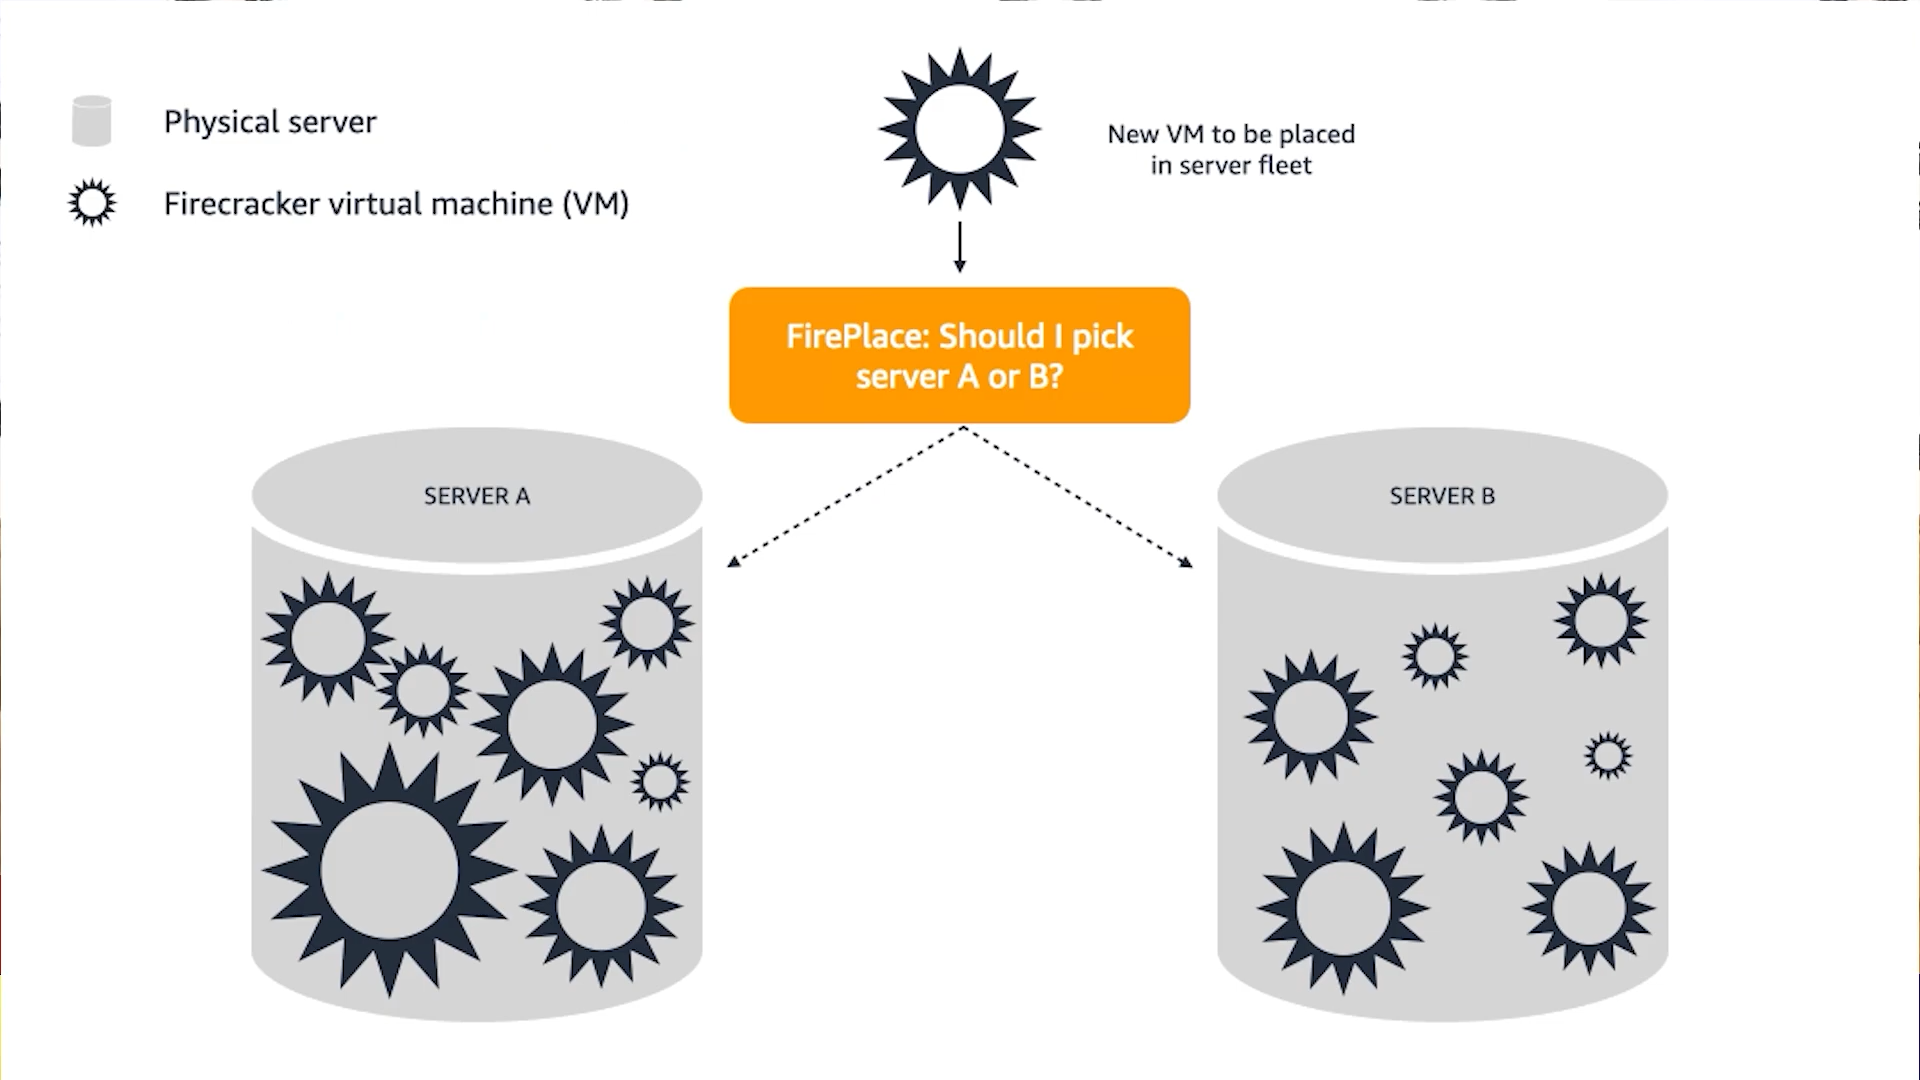 Physical server
Firecracker virtual machine (VM)
New VM to be placed
in server fleet
FirePlace: Should I pick
server A or B?
SERVER A
SERVER B